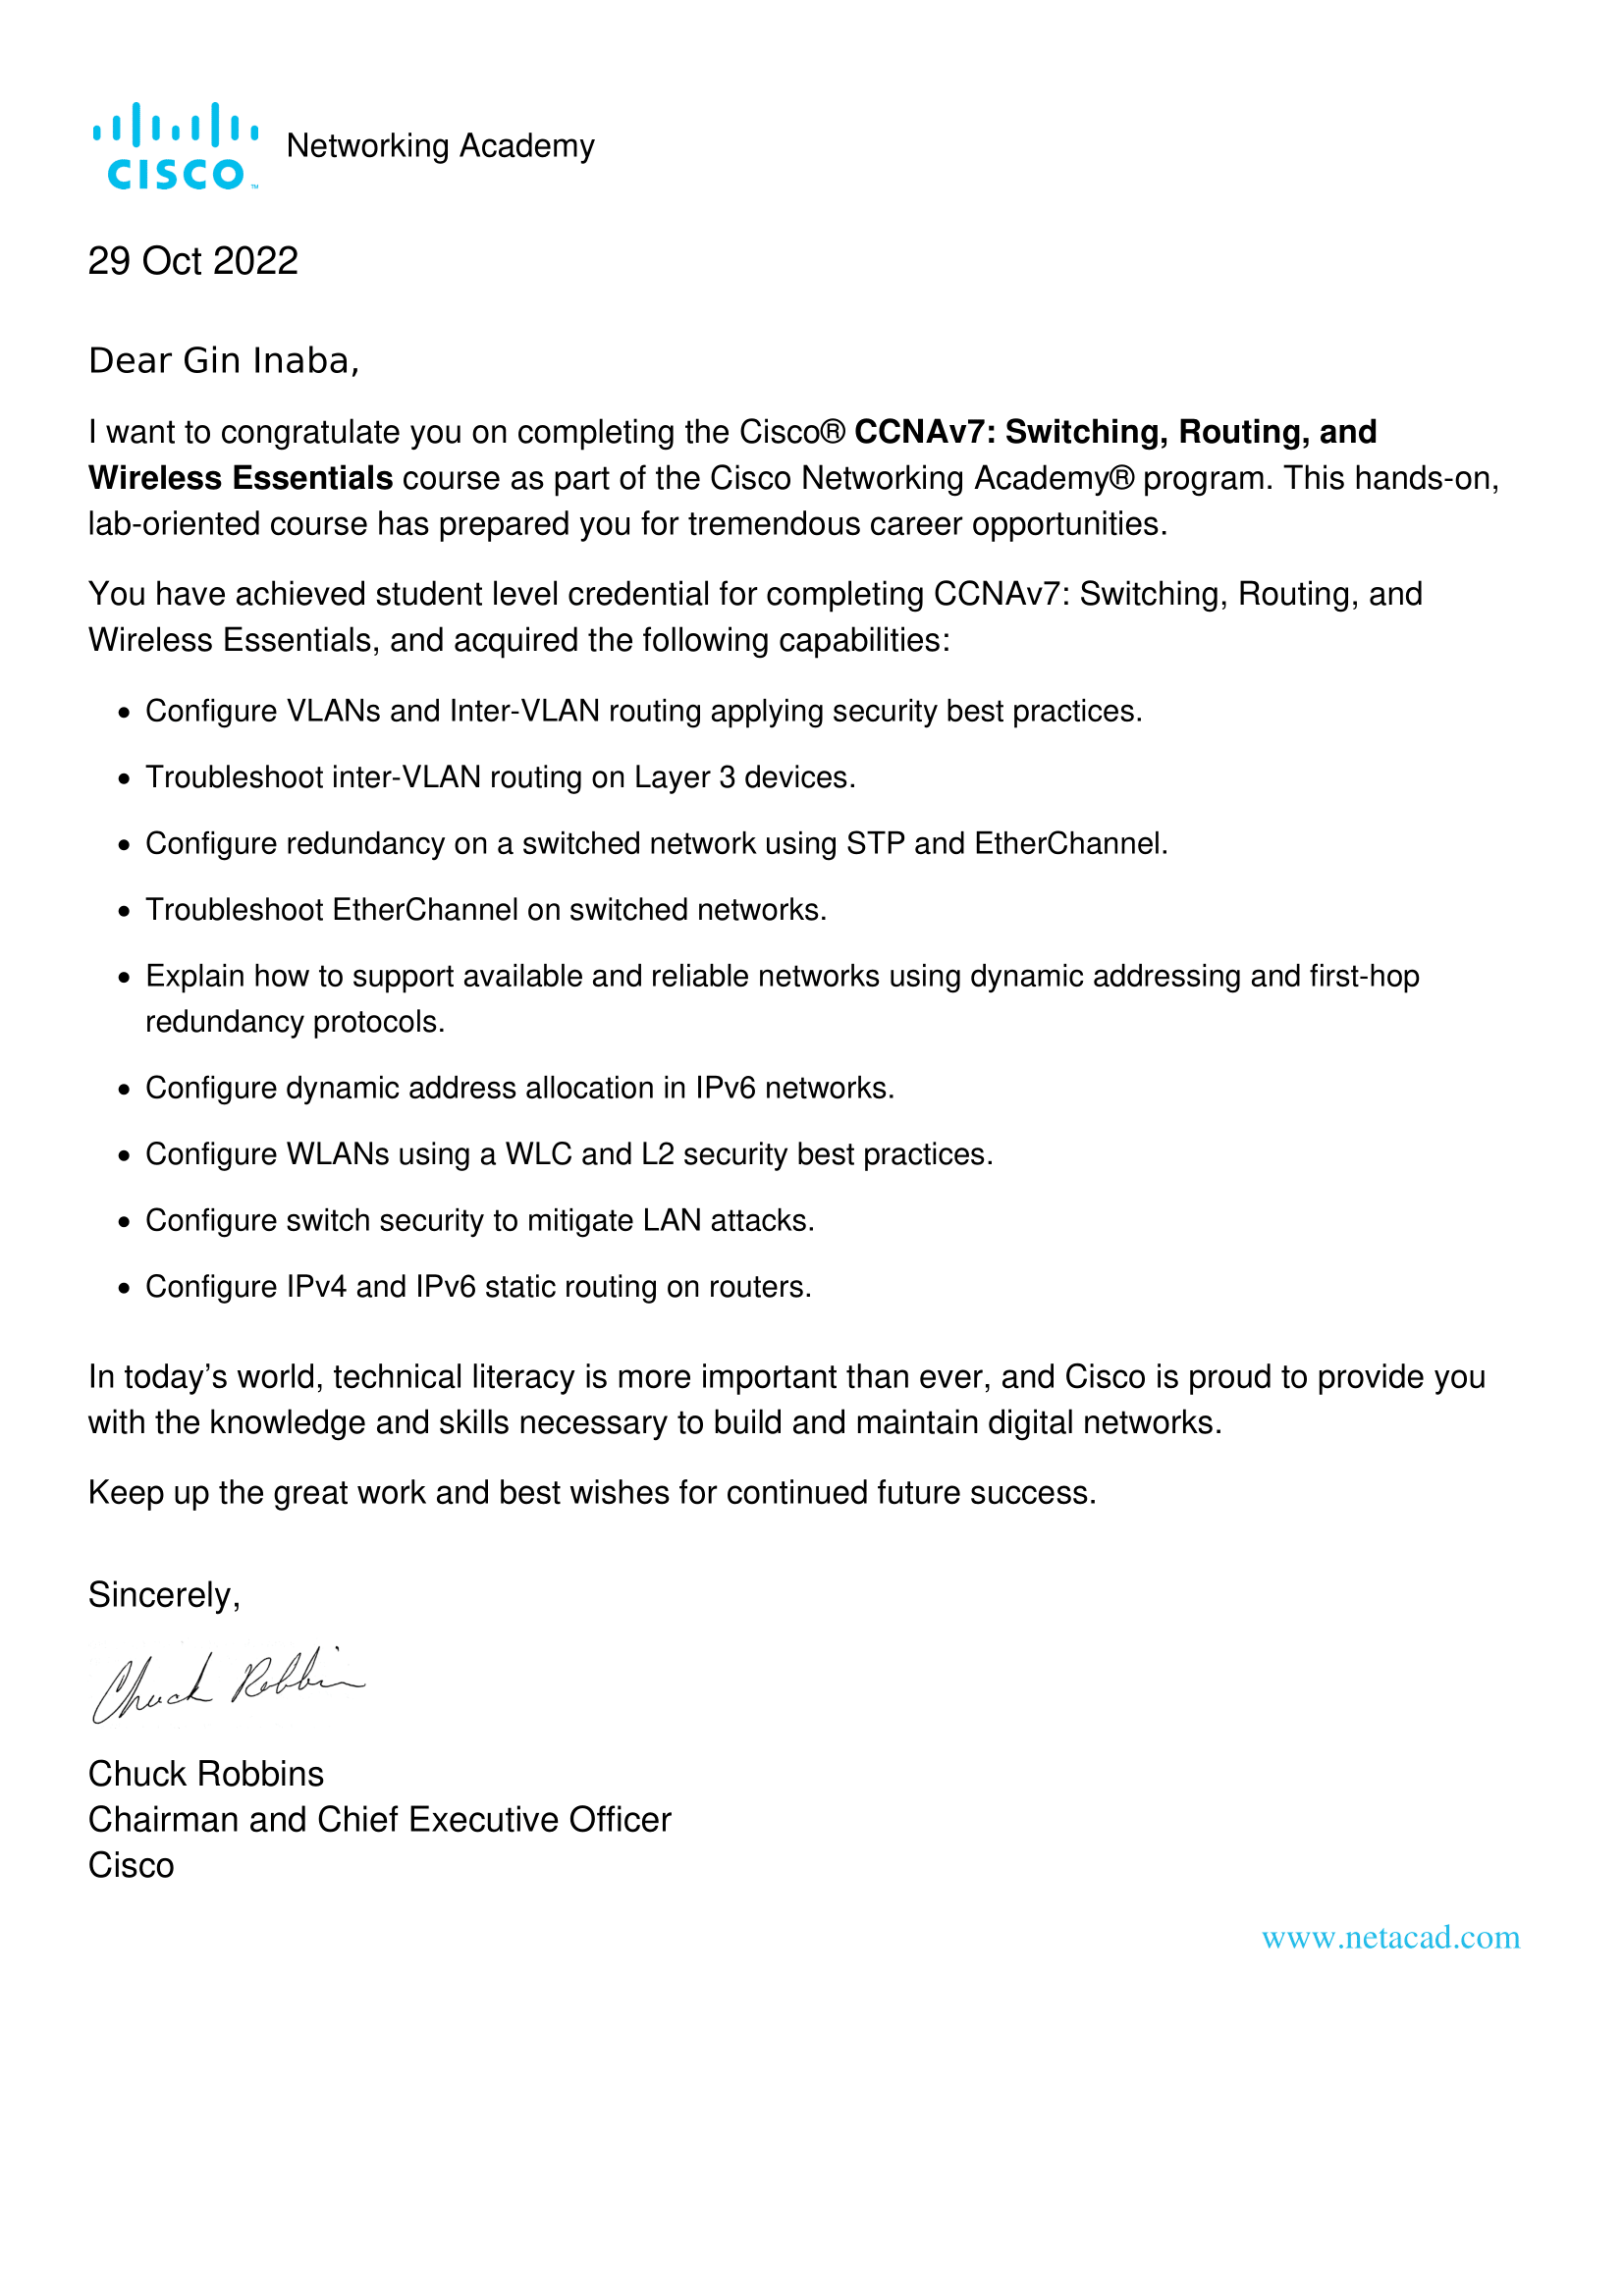 CISCO™ Networking Academy
29 Oct 2022
Dear Gin Inaba,
I want to congratulate you on completing the Cisco® CCNAv7: Switching, Routing, and
Wireless Essentials course as part of the Cisco Networking Academy® program. This hands-on,
lab-oriented course has prepared you for tremendous career opportunities.
You have achieved student level credential for completing CCNAv7: Switching, Routing, and
Wireless Essentials, and acquired the following capabilities:
• Configure VLANs and Inter-VLAN routing applying security best practices.
• Troubleshoot inter-VLAN routing on Layer 3 devices.
• Configure redundancy on a switched network using STP and EtherChannel.
• Troubleshoot EtherChannel on switched networks.
• Explain how to support available and reliable networks using dynamic addressing and first-hop
redundancy protocols.
• Configure dynamic address allocation in IPv6 networks.
• Configure WLANs using a WLC and L2 security best practices.
• Configure switch security to mitigate LAN attacks.
• Configure IPv4 and IPv6 static routing on routers.
In today’s world, technical literacy is more important than ever, and Cisco is proud to provide you
with the knowledge and skills necessary to build and maintain digital networks.
Keep up the great work and best wishes for continued future success.
Sincerely,
Chuck Robbins
Chuck Robbins
Chairman and Chief Executive Officer
Cisco
www.netacad.com